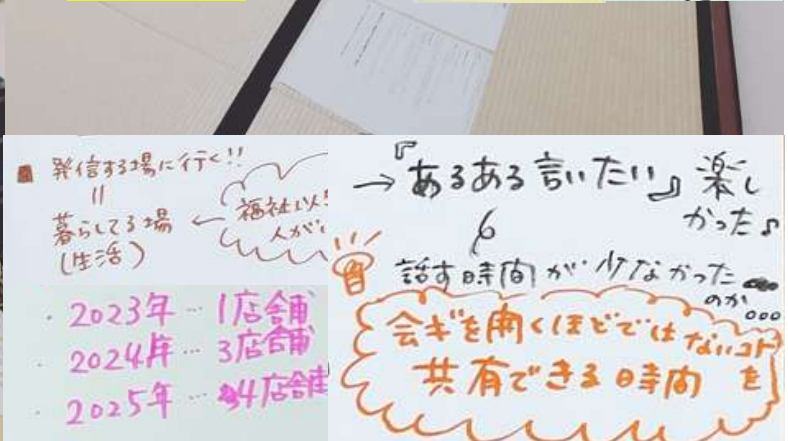 発信する場に行く!!
||
暮らしてる場
(生活)
←
福祉以
人が
・2023年…1店舗
・2024年…3店舗
・2025年…4店舗
→『あるある言いたい』楽し
かった♪
話す時間が少なかった
のか…
会ギを開くほどではないコト
共有できる時間を